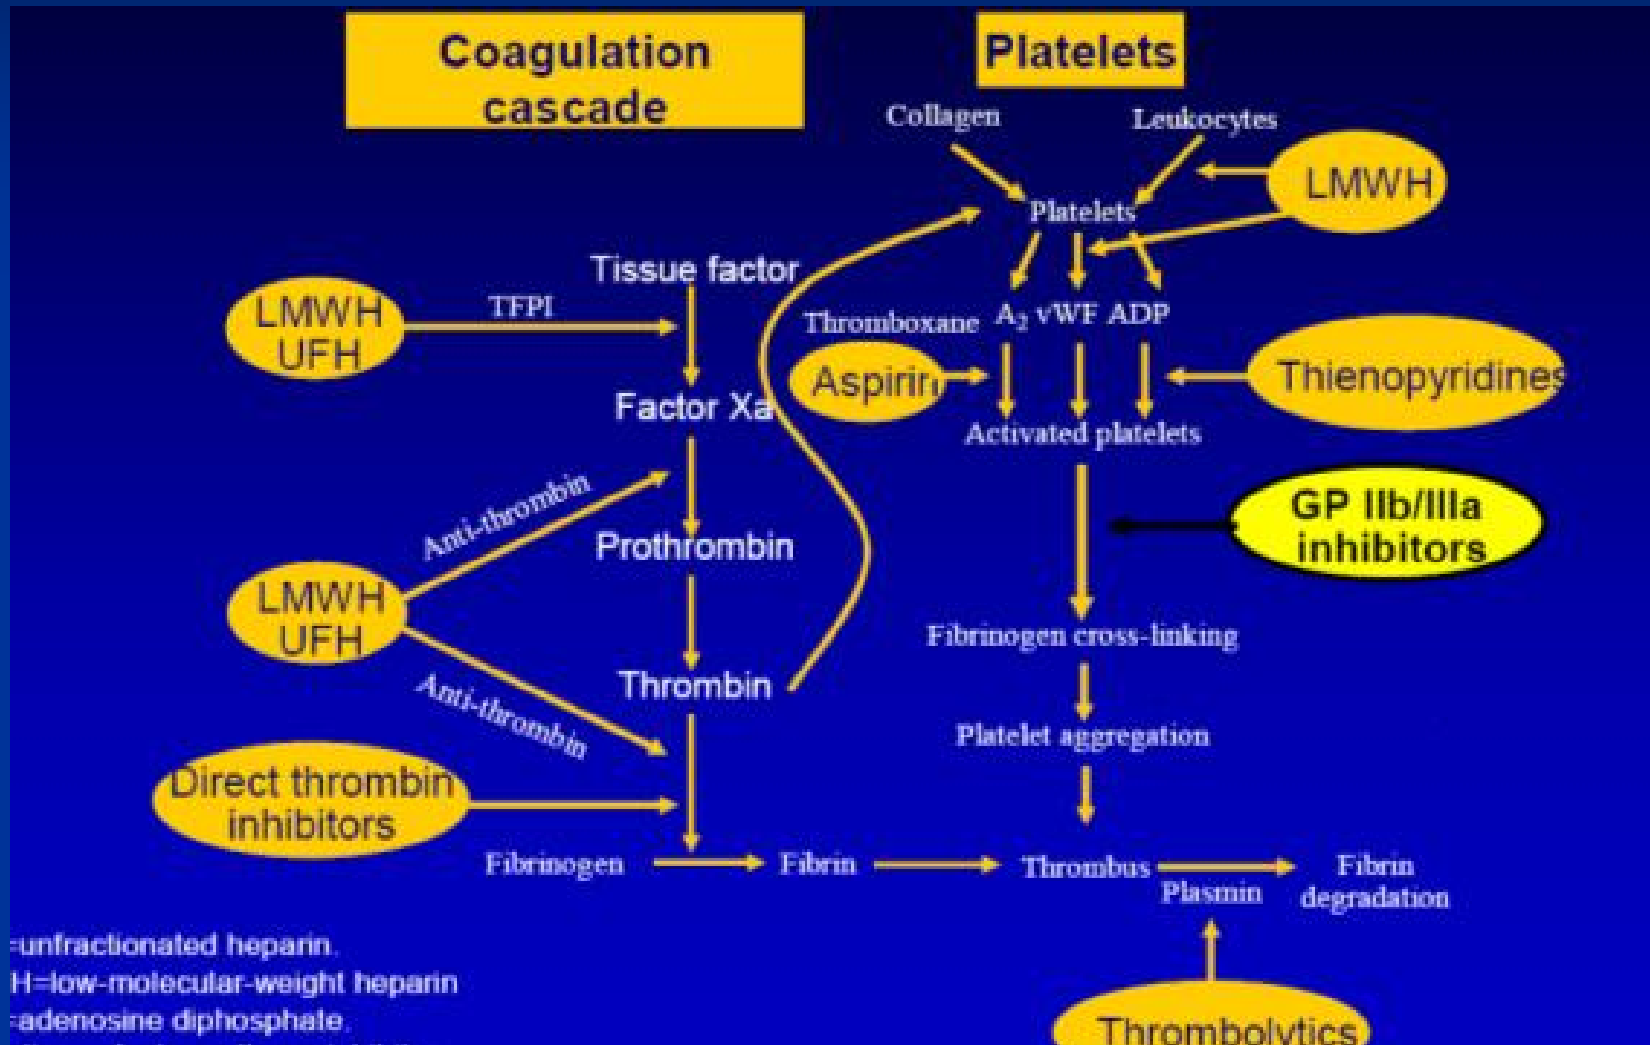 Coagulation
cascade
Platelets
Collagen
Leukocytes
LMWH
Platelets
Tissue factor
LMWH
UFH
TFPI
Thromboxane A₂ vWF ADP
Aspirin
Thienopyridines
Factor Xa
Activated platelets
Anti-thrombin
GP IIb/IIIa
inhibitors
Prothrombin
LMWH
UFH
Fibrinogen cross-linking
Anti-thrombin
Thrombin
Platelet aggregation
Direct thrombin
inhibitors
Fibrinogen
Fibrin
Thrombus
Plasmin
Fibrin
degradation
=unfractionated heparin.
H=low-molecular-weight heparin
=adenosine diphosphate.
Thrombolytics